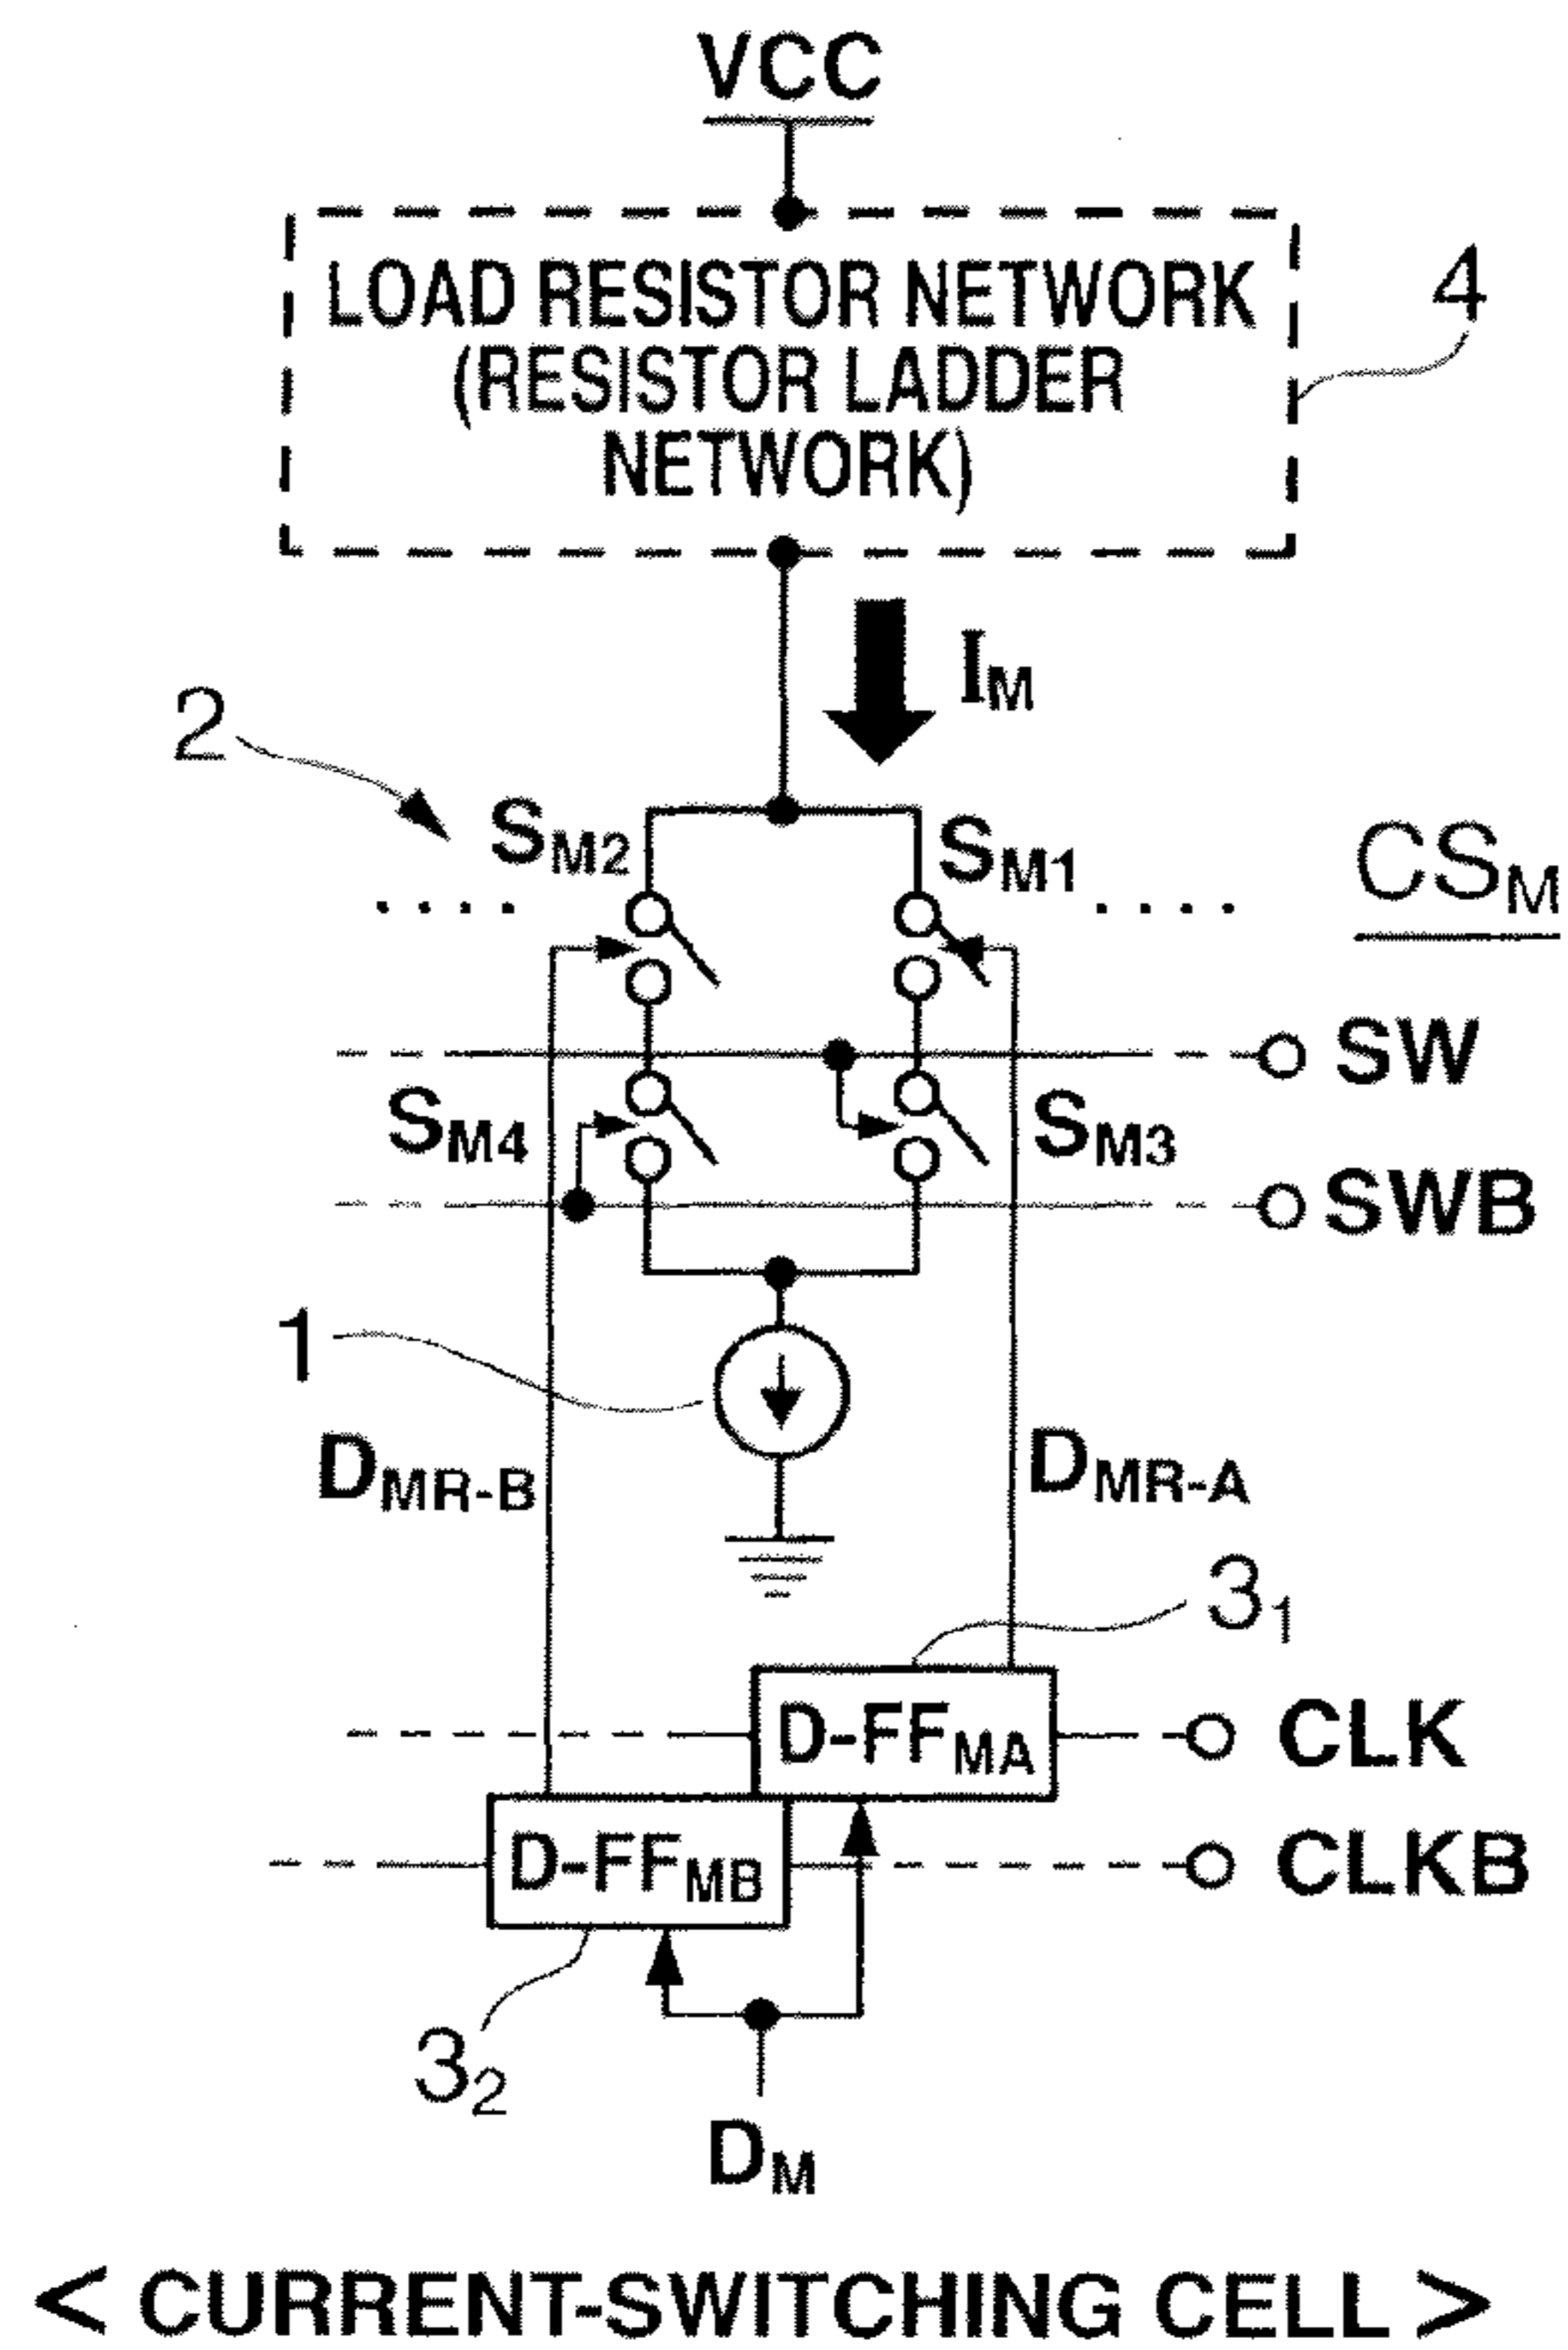 VCC
LOAD RESISTOR NETWORK
(RESISTOR LADDER
NETWORK)
4
IM
2
SM2
SM1
CSM
....
....
SW
SM4
SM3
SWB
1
DMR-B
DMR-A
31
D-FFMA
CLK
D-FFMB
CLKB
32
DM
< CURRENT-SWITCHING CELL >